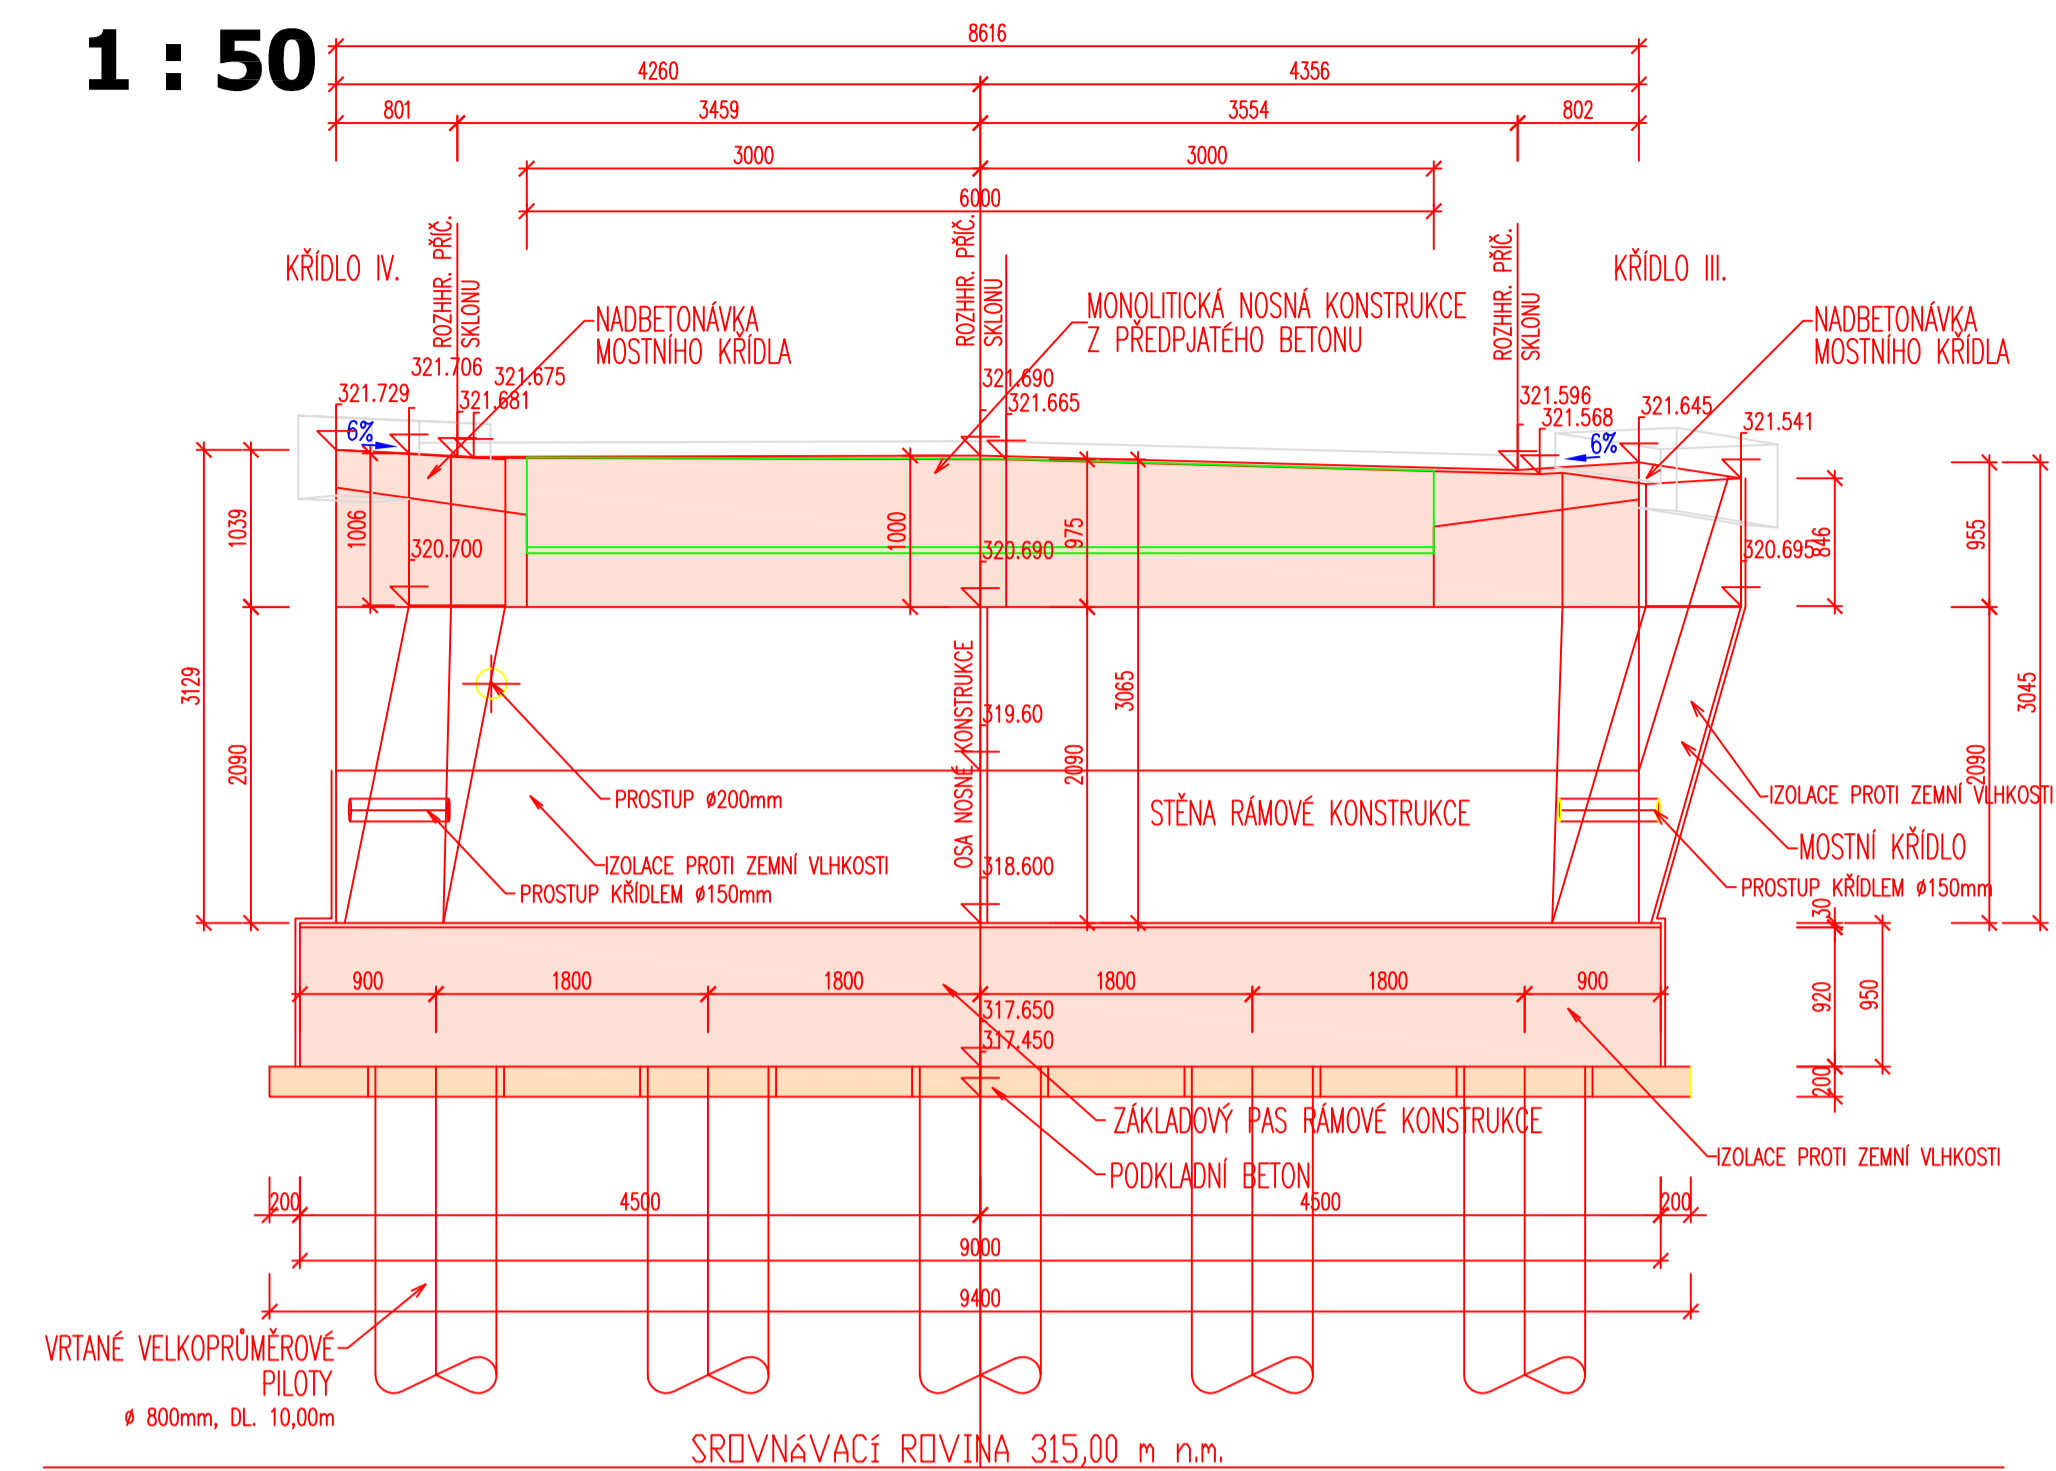 1 : 50
8616
4260
4356
801
3459
3554
802
3000
3000
6000
KŘÍDLO IV.
ROZHHR. PŘÍČ.
SKLONU
ROZHHR. PŘÍČ.
SKLONU
ROZHHR. PŘÍČ.
SKLONU
KŘÍDLO III.
NADBETONÁVKA
MOSTNÍHO KŘÍDLA
MONOLITICKÁ NOSNÁ KONSTRUKCE
Z PŘEDPJATÉHO BETONU
NADBETONÁVKA
MOSTNÍHO KŘÍDLA
321.729
321.706
321.681
321.675
321.690
321.665
321.596
321.568
321.645
321.541
6%
6%
1039
1006
320.700
1000
320.690
975
320.695
846
955
3129
2090
OSA NOSNÉ KONSTRUKCE
319.60
318.600
2090
3065
2090
3045
PROSTUP ø200mm
IZOLACE PROTI ZEMNÍ VLHKOSTI
PROSTUP KŘÍDLEM ø150mm
STĚNA RÁMOVÉ KONSTRUKCE
IZOLACE PROTI ZEMNÍ VLHKOSTI
MOSTNÍ KŘÍDLO
PROSTUP KŘÍDLEM ø150mm
30
920
950
200
900
1800
1800
1800
1800
900
317.650
317.450
ZÁKLADOVÝ PAS RÁMOVÉ KONSTRUKCE
PODKLADNÍ BETON
IZOLACE PROTI ZEMNÍ VLHKOSTI
200
4500
4500
200
9000
9400
VRTANÉ VELKOPRŮMĚROVÉ
PILOTY
ø 800mm, DL. 10,00m
SROVNáVACí ROVINA 315,00 m n.m.